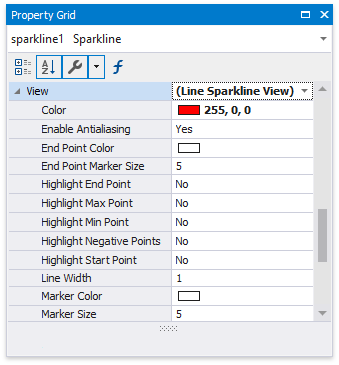 Property Grid
sparkline1 Sparkline
A Z
View (Line Sparkline View)
Color 255, 0, 0
Enable Antialiasing Yes
End Point Color
End Point Marker Size 5
Highlight End Point No
Highlight Max Point No
Highlight Min Point No
Highlight Negative Points No
Highlight Start Point No
Line Width 1
Marker Color
Marker Size 5